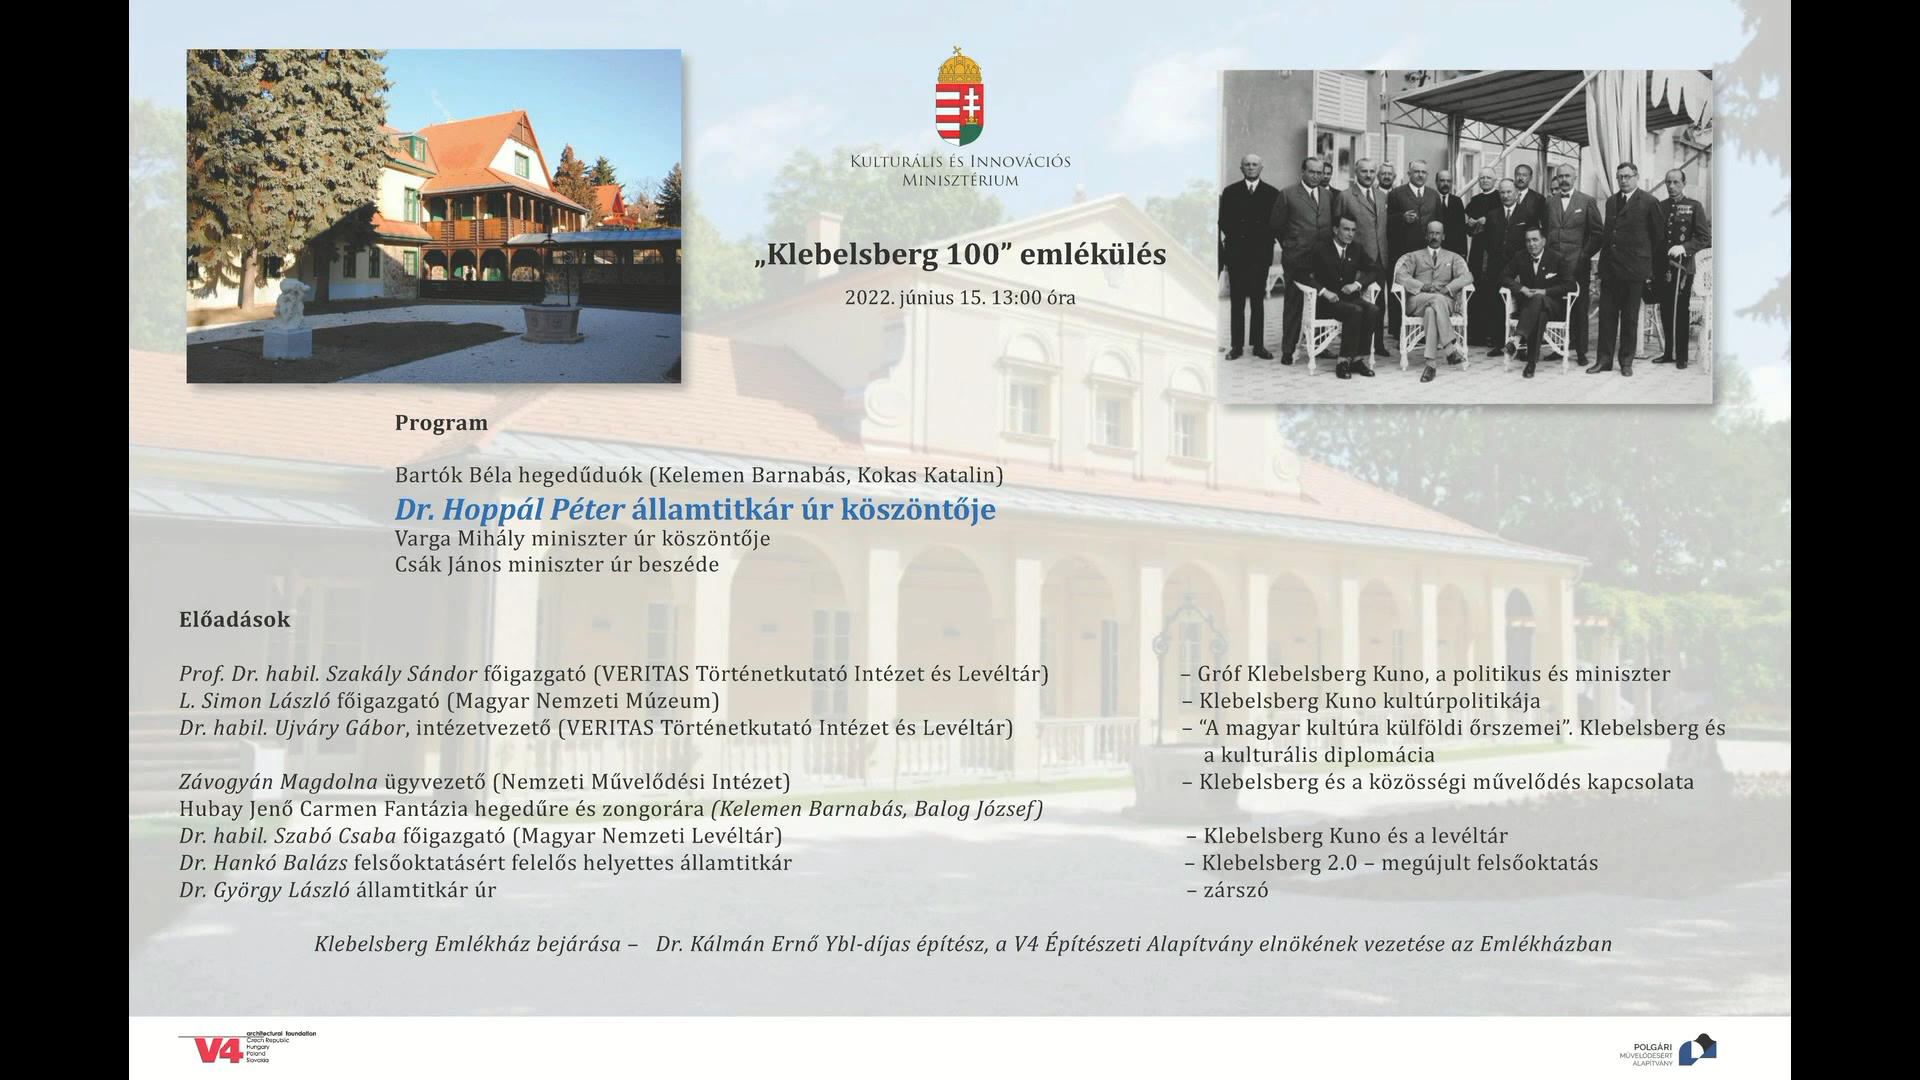 KULTURÁLIS ÉS INNOVÁCIÓS
MINISZTÉRIUM
„Klebelsberg 100” emlékülés
2022. június 15. 13:00 óra
Program
Bartók Béla hegedűduók (Kelemen Barnabás, Kokas Katalin)
Dr. Hoppál Péter államtitkár úr köszöntője
Varga Mihály miniszter úr köszöntője
Csák János miniszter úr beszéde
Előadások
Prof. Dr. habil. Szakály Sándor főigazgató (VERITAS Történetkutató Intézet és Levéltár) – Gróf Klebelsberg Kuno, a politikus és miniszter
L. Simon László főigazgató (Magyar Nemzeti Múzeum) – Klebelsberg Kuno kultúrpolitikája
Dr. habil. Ujváry Gábor, intézetvezető (VERITAS Történetkutató Intézet és Levéltár) – “A magyar kultúra külföldi őrszemei”. Klebelsberg és
a kulturális diplomácia
Závogyán Magdolna ügyvezető (Nemzeti Művelődési Intézet) – Klebelsberg és a közösségi művelődés kapcsolata
Hubay Jenő Carmen Fantázia hegedűre és zongorára (Kelemen Barnabás, Balog József)
Dr. habil. Szabó Csaba főigazgató (Magyar Nemzeti Levéltár) – Klebelsberg Kuno és a levéltár
Dr. Hankó Balázs felsőoktatásért felelős helyettes államtitkár – Klebelsberg 2.0 – megújult felsőoktatás
Dr. György László államtitkár úr – zárszó
Klebelsberg Emlékház bejárása – Dr. Kálmán Ernő Ybl-díjas építész, a V4 Építészeti Alapítvány elnökének vezetése az Emlékházban
V4
architectural foundation
Czech Republic
Hungary
Poland
Slovakia
POLGÁRI
MŰVELŐDÉSÉRT
ALAPÍTVÁNY